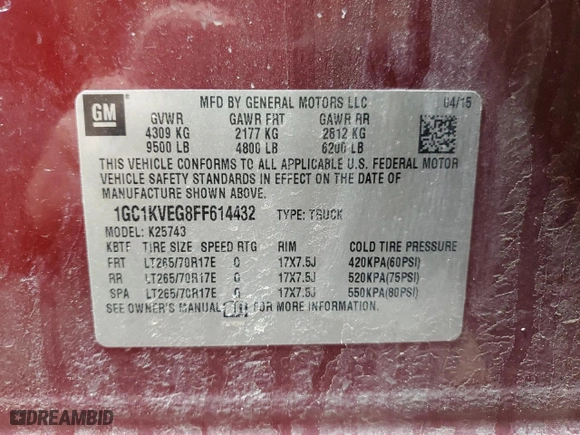 GM
MFD BY GENERAL MOTORS LLC 04/15
GVWR GAWR FRT GAWR RR
4309 KG 2177 KG 2812 KG
9500 LB 4800 LB 6200 LB
THIS VEHICLE CONFORMS TO ALL APPLICABLE U.S. FEDERAL MOTOR
VEHICLE SAFETY STANDARDS IN EFFECT ON THE DATE OF
MANUFACTURE SHOWN ABOVE.
1GC1KVEG8FF614432 TYPE: TRUCK
MODEL: K25743
TIRE SIZE SPEED RTG RIM COLD TIRE PRESSURE
FRT LT265/70R17E Q 17X7.5J 420KPA(60PSI)
RR LT265/70R17E Q 17X7.5J 520KPA(75PSI)
SPA LT265/70R17E Q 17X7.5J 550KPA(80PSI)
SEE OWNER'S MANUAL FOR MORE INFORMATION.
DREAMBID